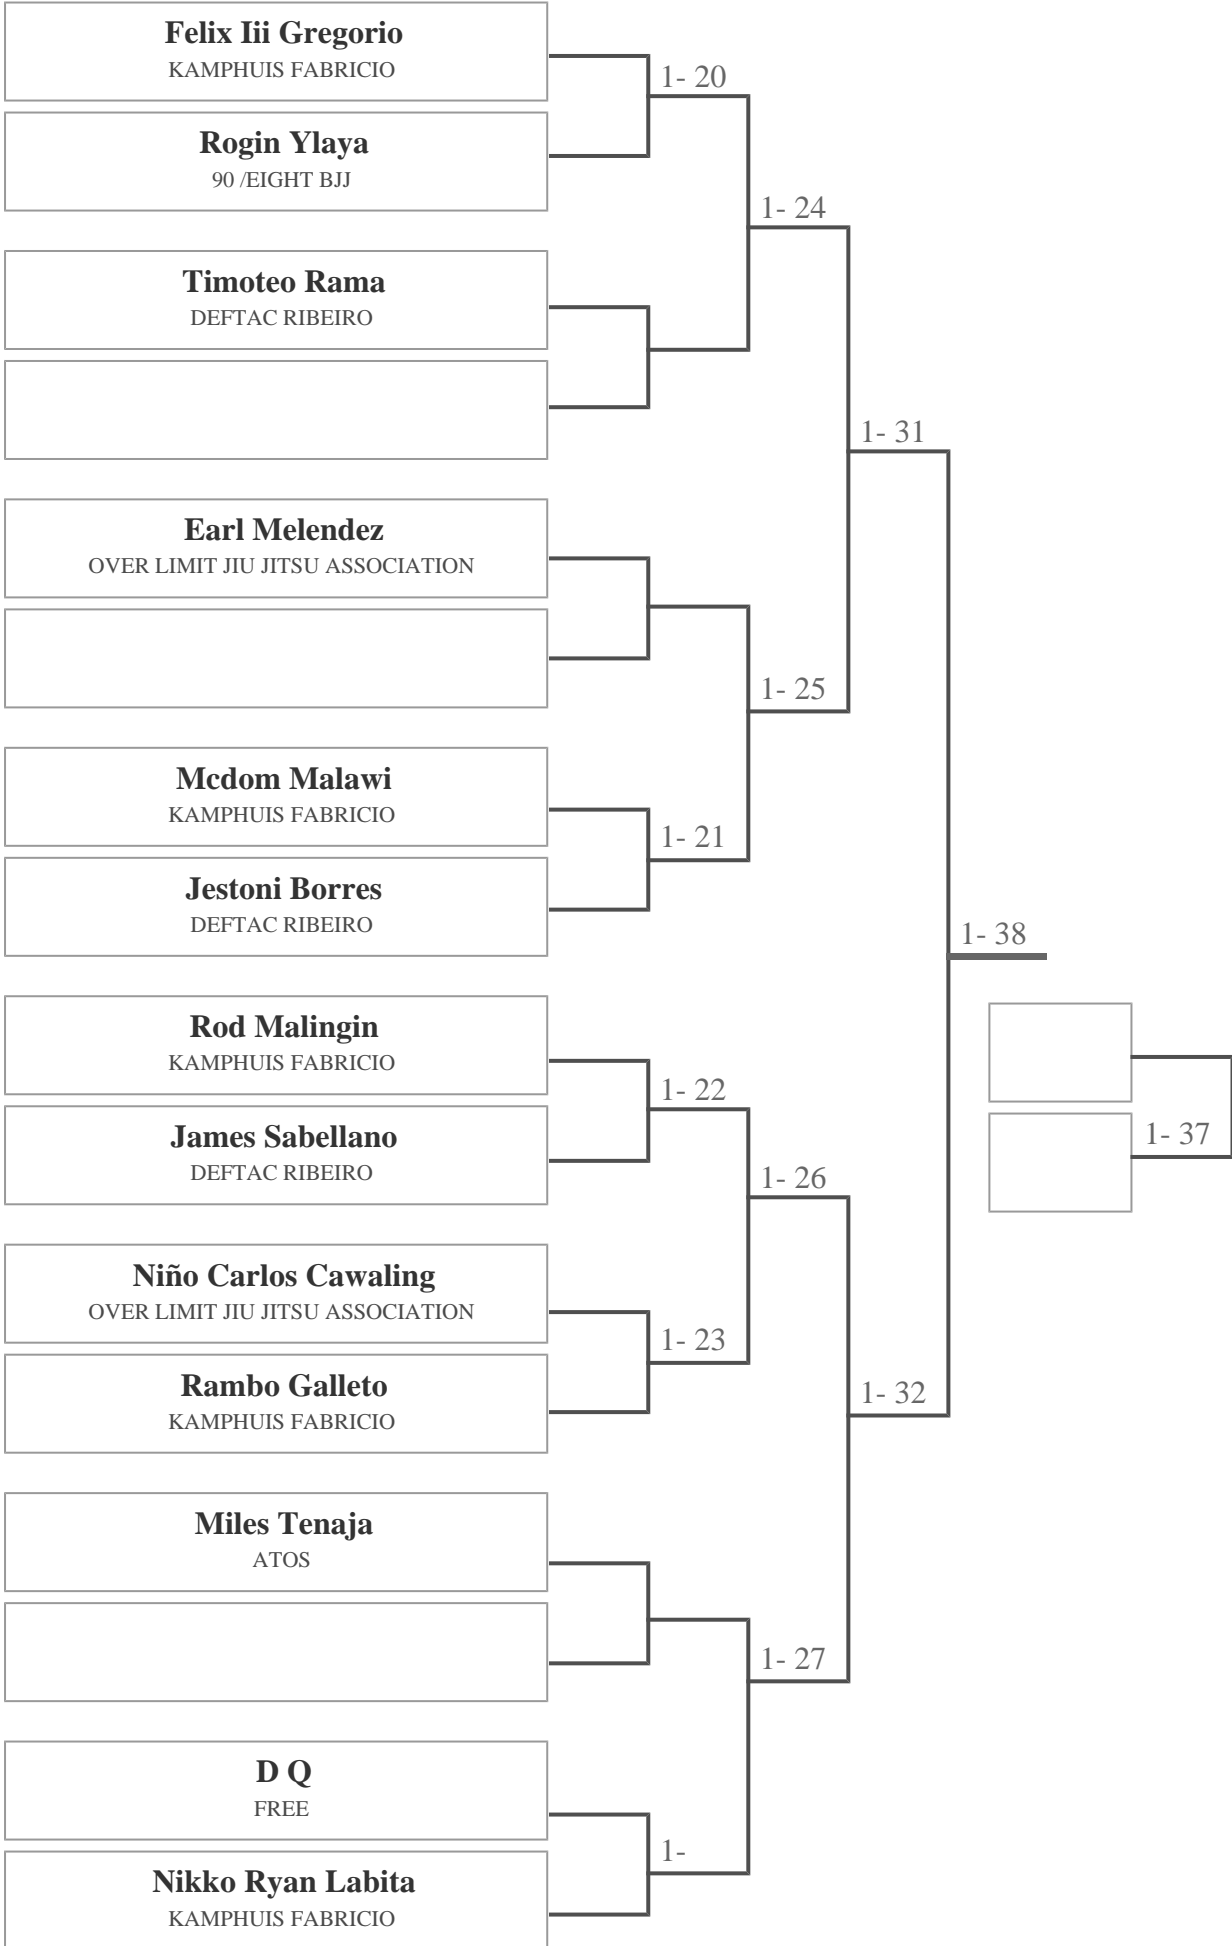 Felix Iii Gregorio
KAMPHUIS FABRICIO
1- 20
Rogin Ylaya
90 /EIGHT BJJ
1- 24
Timoteo Rama
DEFTAC RIBEIRO
1- 31
Earl Melendez
OVER LIMIT JIU JITSU ASSOCIATION
1- 25
Mcdom Malawi
KAMPHUIS FABRICIO
1- 21
Jestoni Borres
DEFTAC RIBEIRO
1- 38
Rod Malingin
KAMPHUIS FABRICIO
1- 22
James Sabellano
DEFTAC RIBEIRO
1- 37
1- 26
Niño Carlos Cawaling
OVER LIMIT JIU JITSU ASSOCIATION
1- 23
Rambo Galleto
KAMPHUIS FABRICIO
1- 32
Miles Tenaja
ATOS
1- 27
D Q
FREE
1-
Nikko Ryan Labita
KAMPHUIS FABRICIO